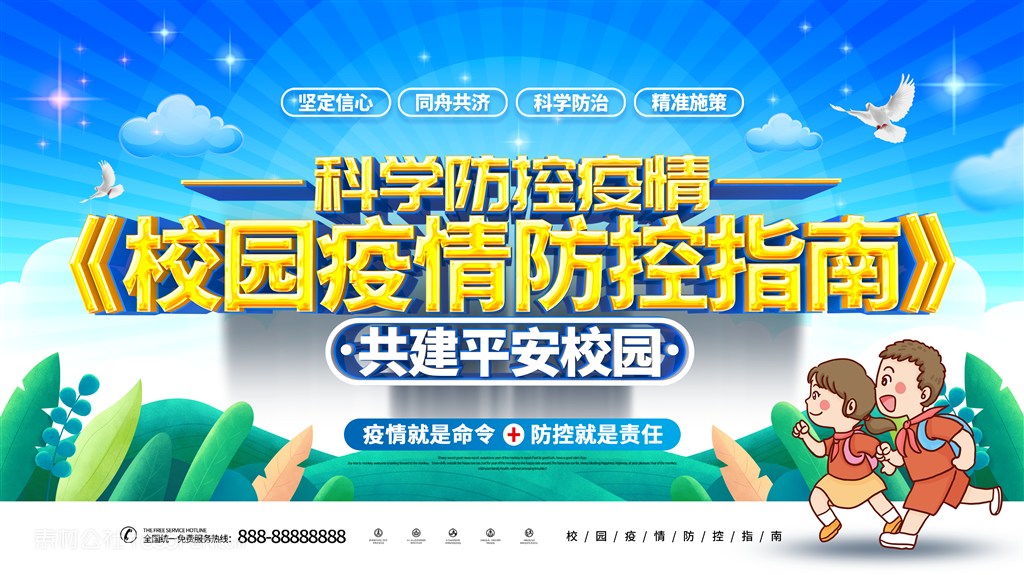 坚定信心 同舟共济 科学防治 精准施策
科学防控疫情
《校园疫情防控指南》
·共建平安校园·
疫情就是命令 + 防控就是责任
THE FREE SERVICE HOTLINE
全国统一免费服务热线: 888-88888888
校/园/疫/情/防/控/指/南